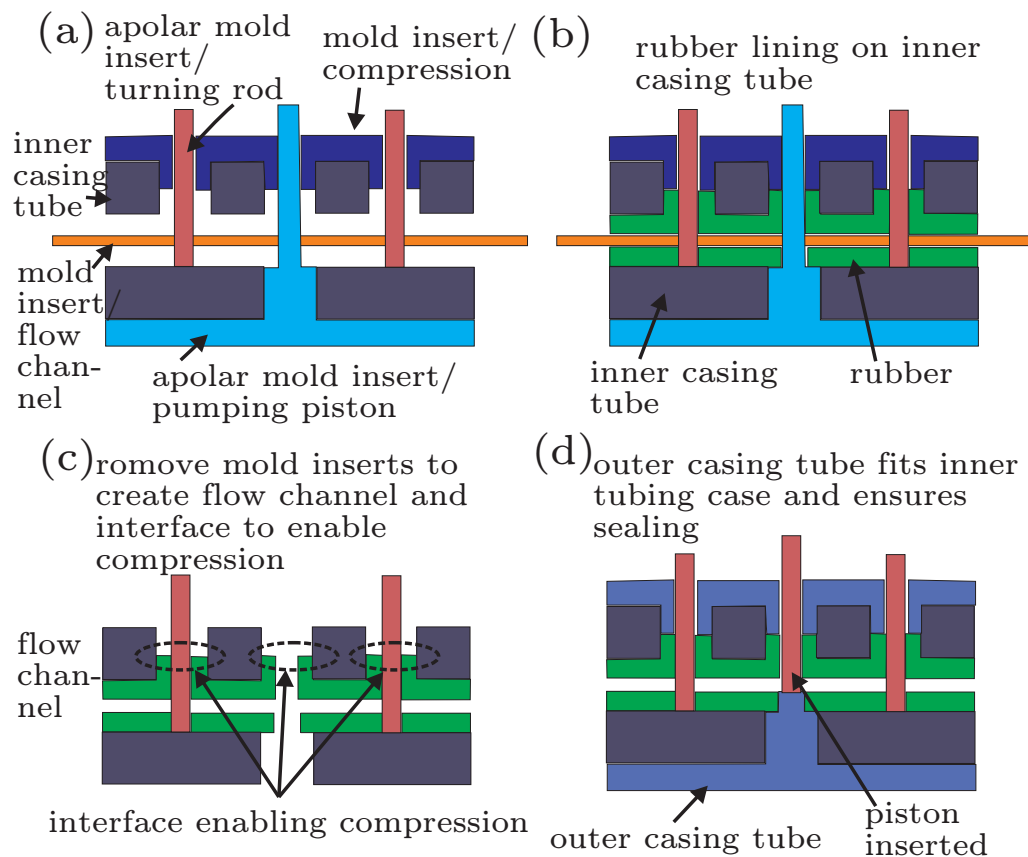 (a)
apolar mold
insert/
turning rod
mold insert/
compression
inner
casing
tube
mold
insert/
flow
chan-
nel
apolar mold insert/
pumping piston
(b)
rubber lining on inner
casing tube
inner casing
tube
rubber
(c)
romove mold inserts to
create flow channel and
interface to enable
compression
flow
chan-
nel
interface enabling compression
(d)
outer casing tube fits inner
tubing case and ensures
sealing
outer casing tube
piston
inserted